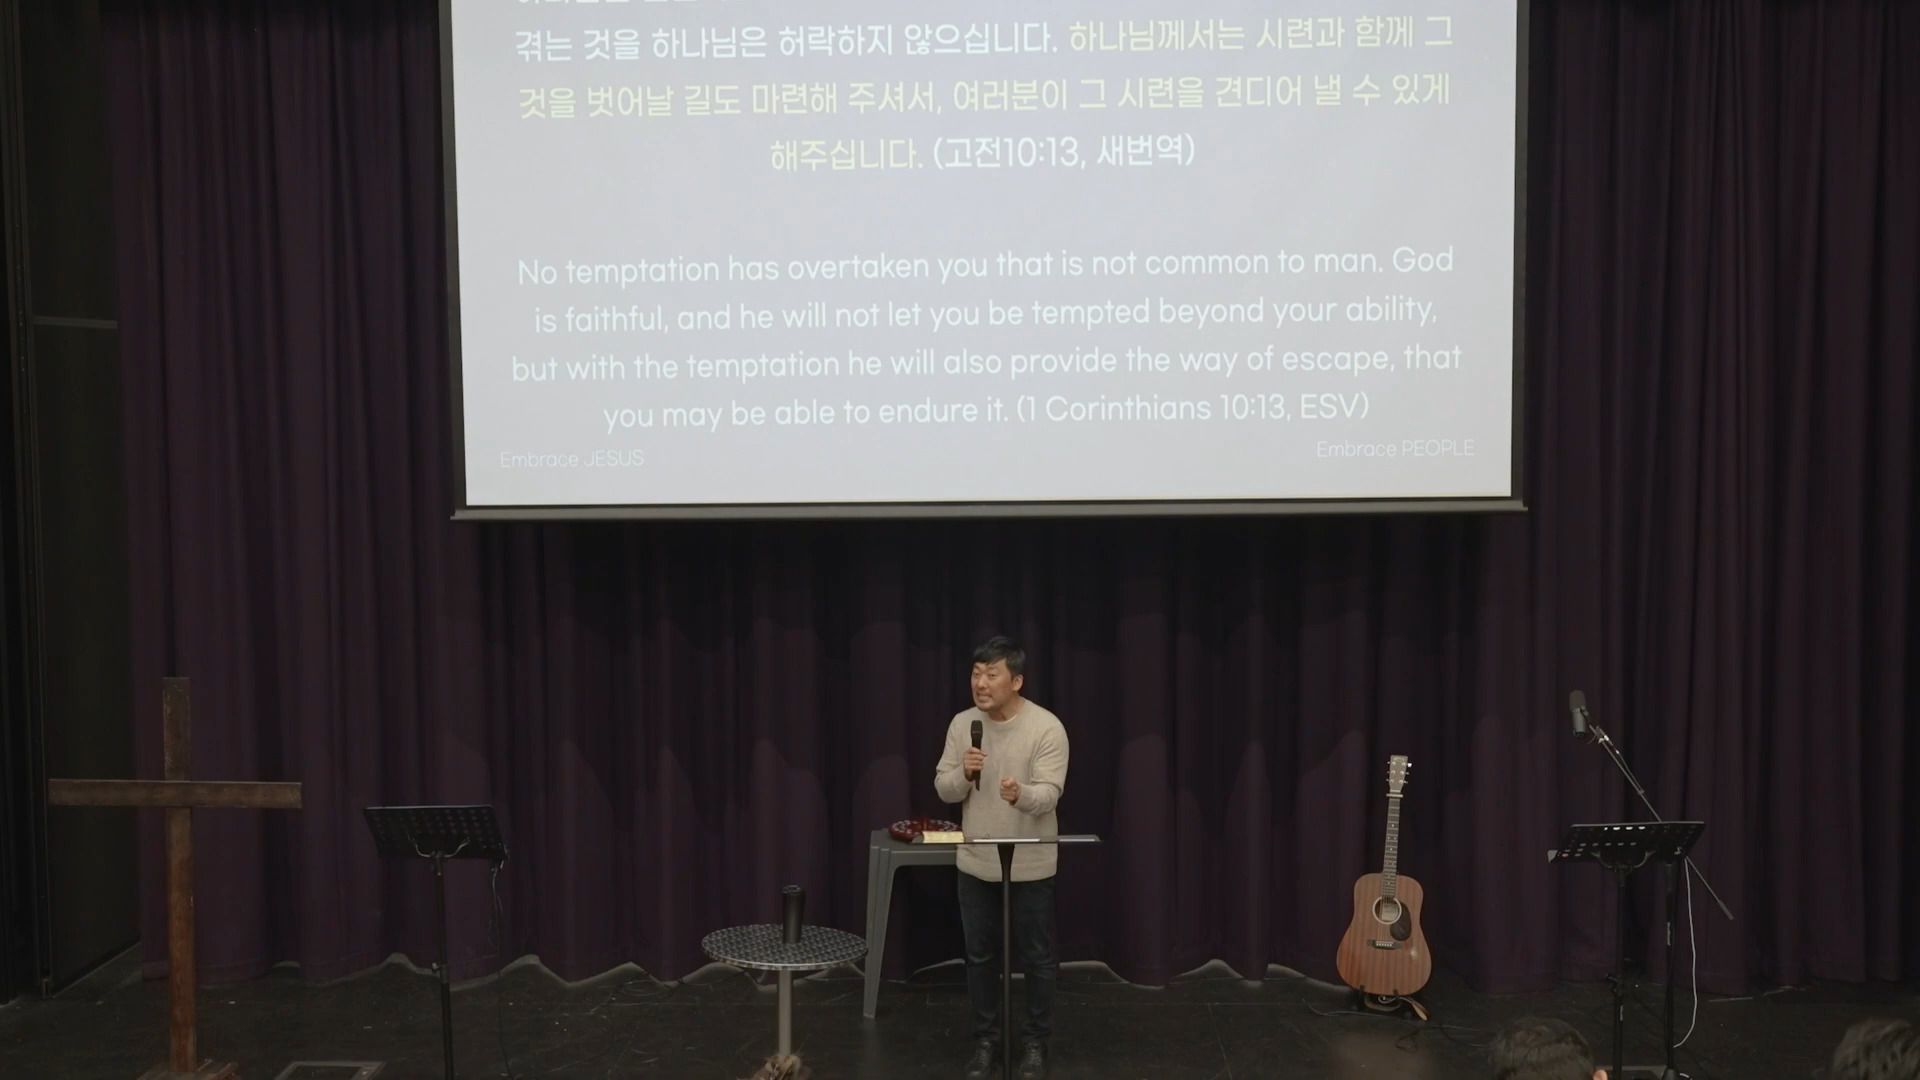 겪는 것을 하나님은 허락하지 않으십니다. 하나님께서는 시련과 함께 그
것을 벗어날 길도 마련해 주셔서, 여러분이 그 시련을 견디어 낼 수 있게
해주십니다. (고전10:13, 새번역)
No temptation has overtaken you that is not common to man. God
is faithful, and he will not let you be tempted beyond your ability,
but with the temptation he will also provide the way of escape, that
you may be able to endure it. (1 Corinthians 10:13, ESV)
Embrace JESUS
Embrace PEOPLE